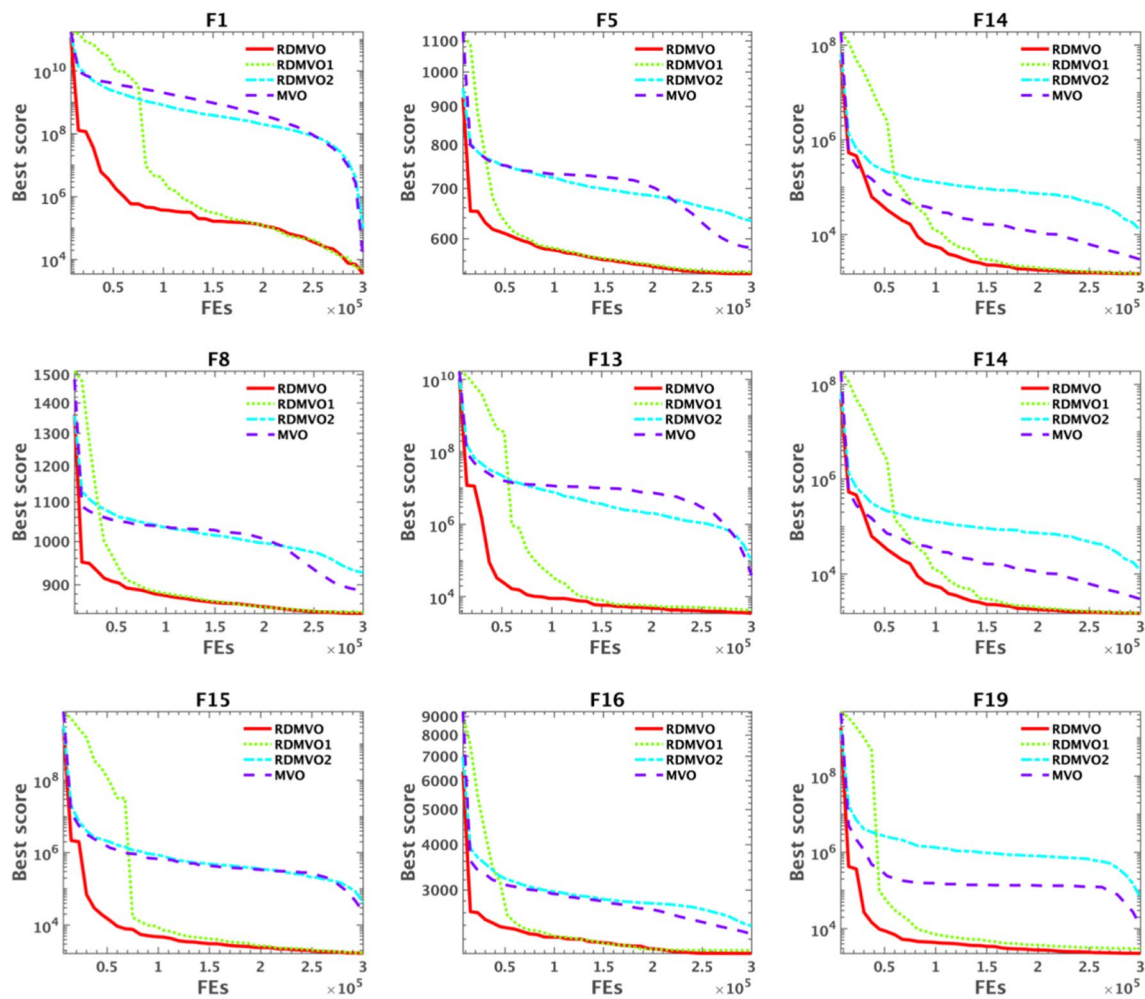 F1
RDMVO
RDMVO1
RDMVO2
MVO
Best score
10^10
10^8
10^6
10^4
0.5 1 1.5 2 2.5 3
FEs ×10^5
F5
RDMVO
RDMVO1
RDMVO2
MVO
Best score
1100
1000
900
800
700
600
0.5 1 1.5 2 2.5 3
FEs ×10^5
F14
RDMVO
RDMVO1
RDMVO2
MVO
Best score
10^8
10^6
10^4
0.5 1 1.5 2 2.5 3
FEs ×10^5
F8
RDMVO
RDMVO1
RDMVO2
MVO
Best score
1500
1400
1300
1200
1100
1000
900
0.5 1 1.5 2 2.5 3
FEs ×10^5
F13
RDMVO
RDMVO1
RDMVO2
MVO
Best score
10^10
10^8
10^6
10^4
0.5 1 1.5 2 2.5 3
FEs ×10^5
F14
RDMVO
RDMVO1
RDMVO2
MVO
Best score
10^8
10^6
10^4
0.5 1 1.5 2 2.5 3
FEs ×10^5
F15
RDMVO
RDMVO1
RDMVO2
MVO
Best score
10^8
10^6
10^4
0.5 1 1.5 2 2.5 3
FEs ×10^5
F16
RDMVO
RDMVO1
RDMVO2
MVO
Best score
9000
8000
7000
6000
5000
4000
3000
0.5 1 1.5 2 2.5 3
FEs ×10^5
F19
RDMVO
RDMVO1
RDMVO2
MVO
Best score
10^8
10^6
10^4
0.5 1 1.5 2 2.5 3
FEs ×10^5